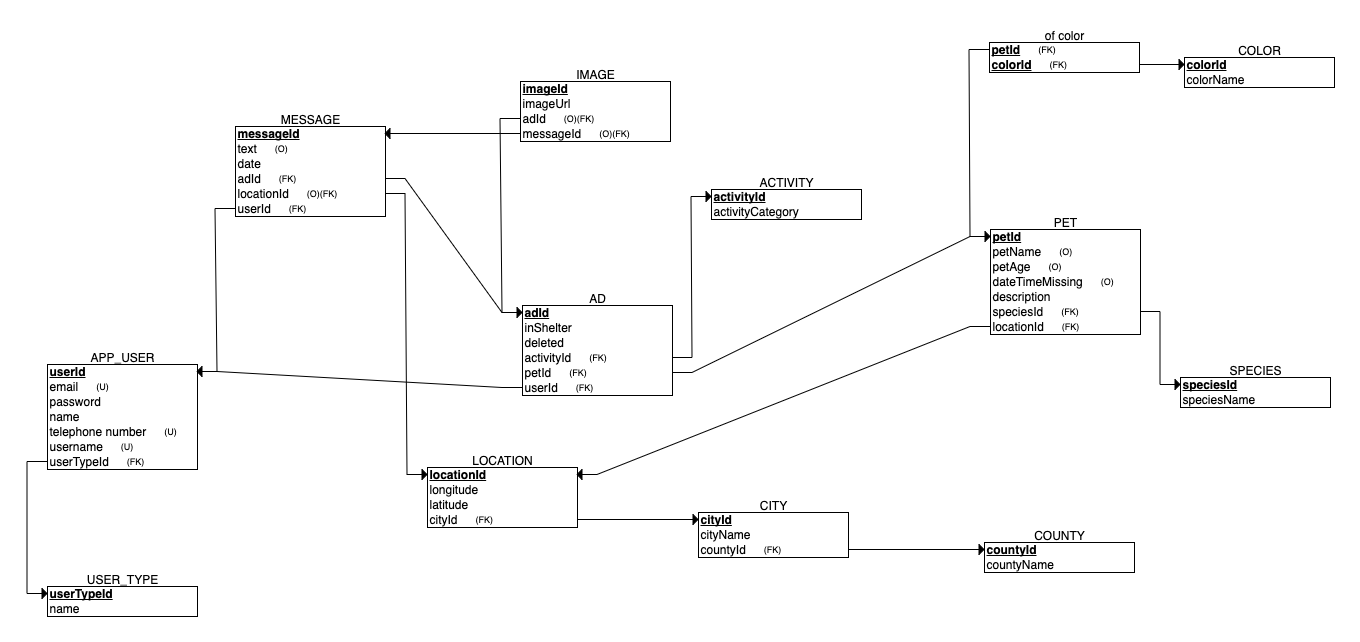 of color
petId (FK)
colorId (FK)
COLOR
colorId
colorName
IMAGE
imageId
imageUrl
adId (O)(FK)
messageId (O)(FK)
MESSAGE
messageId
text (O)
date
adId (FK)
locationId (O)(FK)
userId (FK)
ACTIVITY
activityId
activityCategory
PET
petId
petName (O)
petAge (O)
dateTimeMissing (O)
description
speciesId (FK)
locationId (FK)
AD
adId
inShelter
deleted
activityId (FK)
petId (FK)
userId (FK)
APP_USER
userId
email (U)
password
name
telephone number (U)
username (U)
userTypeId (FK)
SPECIES
speciesId
speciesName
LOCATION
locationId
longitude
latitude
cityId (FK)
CITY
cityId
cityName
countyId (FK)
COUNTY
countyId
countyName
USER_TYPE
userTypeId
name